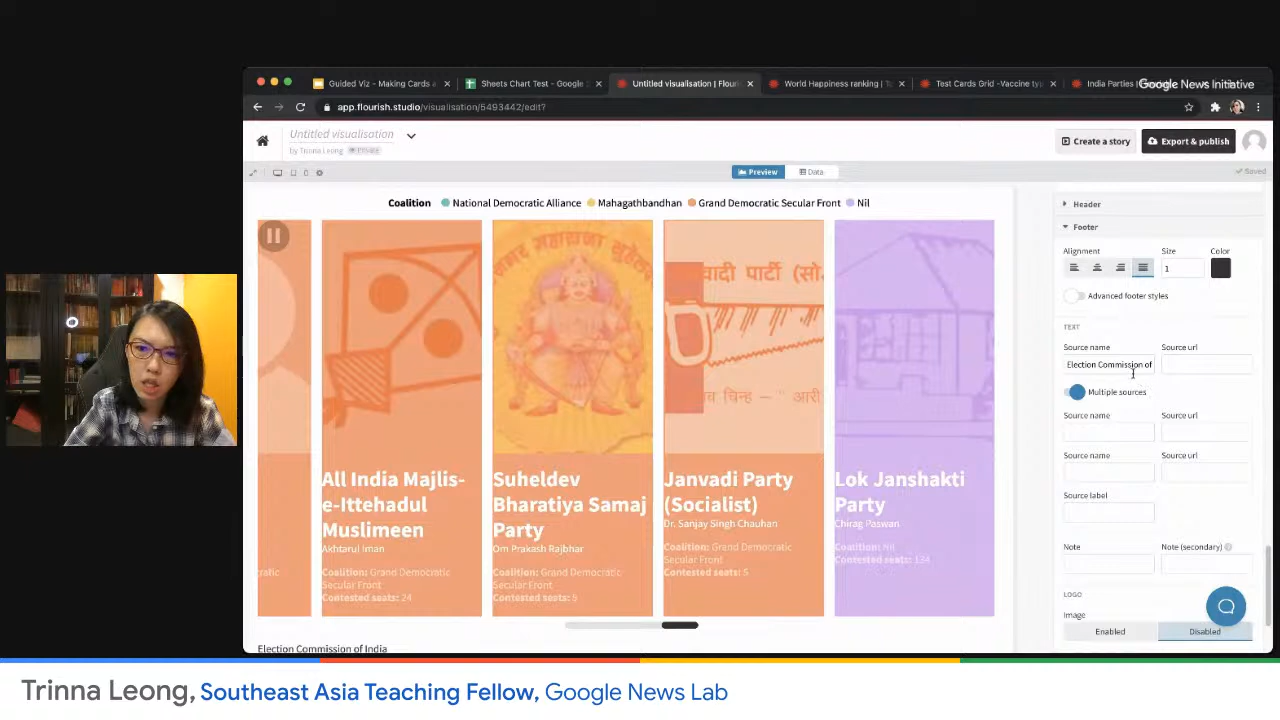 Guided Viz - Making Cards a
Sheets Chart Test - Google
Untitled visualisation | Flouri
World Happiness ranking | T
Test Cards Grid -Vaccine typ
India Parties |
Google News Initiative
app.flourish.studio/visualisation/5493442/edit?
Untitled visualisation
by Trinna Leong Private
Create a story
Export & publish
Preview
Data
Saved
Coalition National Democratic Alliance Mahagathbandhan Grand Democratic Secular Front Nil
Header
Footer
Alignment
Size
Color
1
Advanced footer styles
TEXT
Source name
Source url
Election Commission of
Multiple sources
Source name
Source url
Source name
Source url
Source label
Note
Note (secondary)
LOGO
Image
Enabled
Disabled
All India Majlis-
e-Ittehadul
Muslimeen
Akhtarul Iman
Coalition: Grand Democratic
Secular Front
Contested seats: 24
Suheldev
Bharatiya Samaj
Party
Om Prakash Rajbhar
Coalition: Grand Democratic
Secular Front
Contested seats: 5
वादी पार्टी (सो.
व चिन्ह – " आरी
Janvadi Party
(Socialist)
Dr. Sanjay Singh Chauhan
Coalition: Grand Democratic
Secular Front
Contested seats: 5
Lok Janshakti
Party
Chirag Paswan
Coalition: Nil
Contested seats: 134
Election Commission of India
Trinna Leong, Southeast Asia Teaching Fellow, Google News Lab